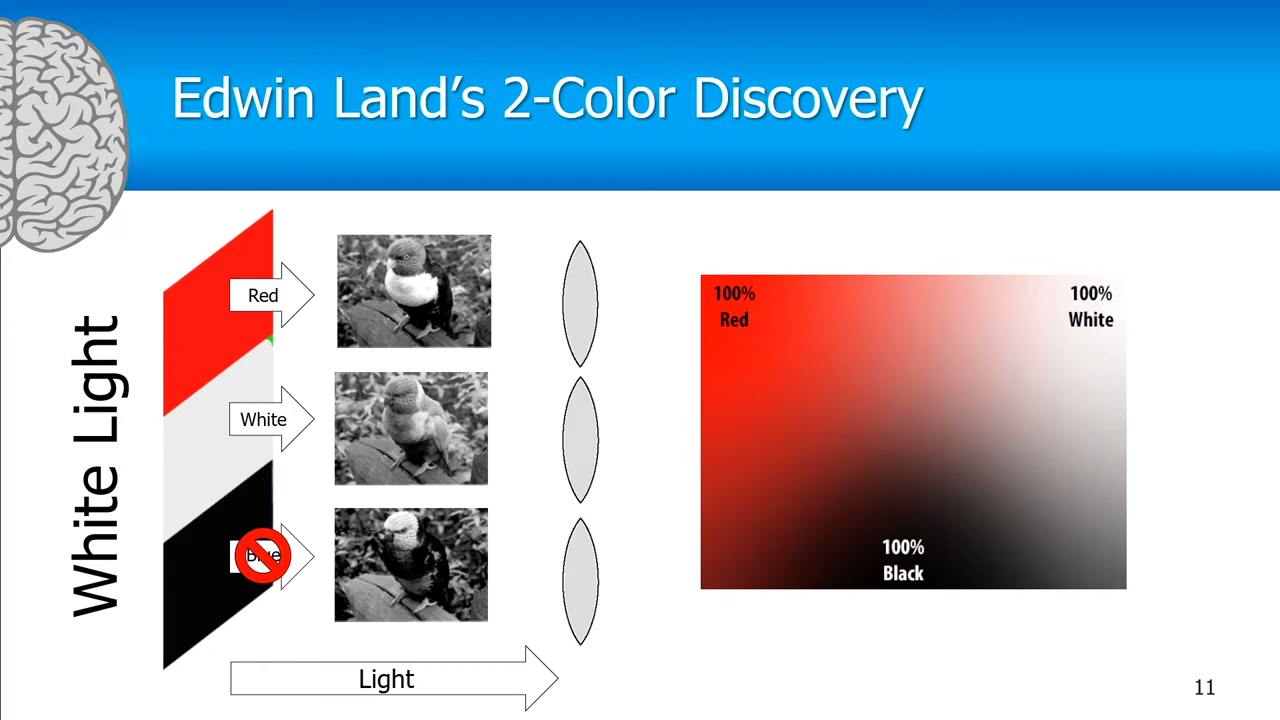 Edwin Land's 2-Color Discovery
White Light
Red
White
Blue
Light
100%
Red
100%
White
100%
Black
11